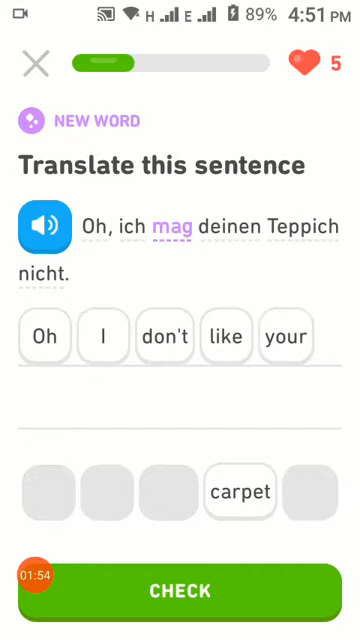 H E 89% 4:51 PM
5
NEW WORD
Translate this sentence
Oh, ich mag deinen Teppich
nicht.
Oh I don't like your
carpet
01:54
CHECK